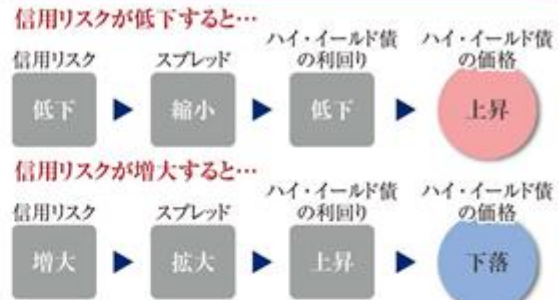 信用リスクが低下すると…
信用リスク
スプレッド
ハイ・イールド債
の利回り
ハイ・イールド債
の価格
低下
縮小
低下
上昇
信用リスクが増大すると…
信用リスク
スプレッド
ハイ・イールド債
の利回り
ハイ・イールド債
の価格
増大
拡大
上昇
下落